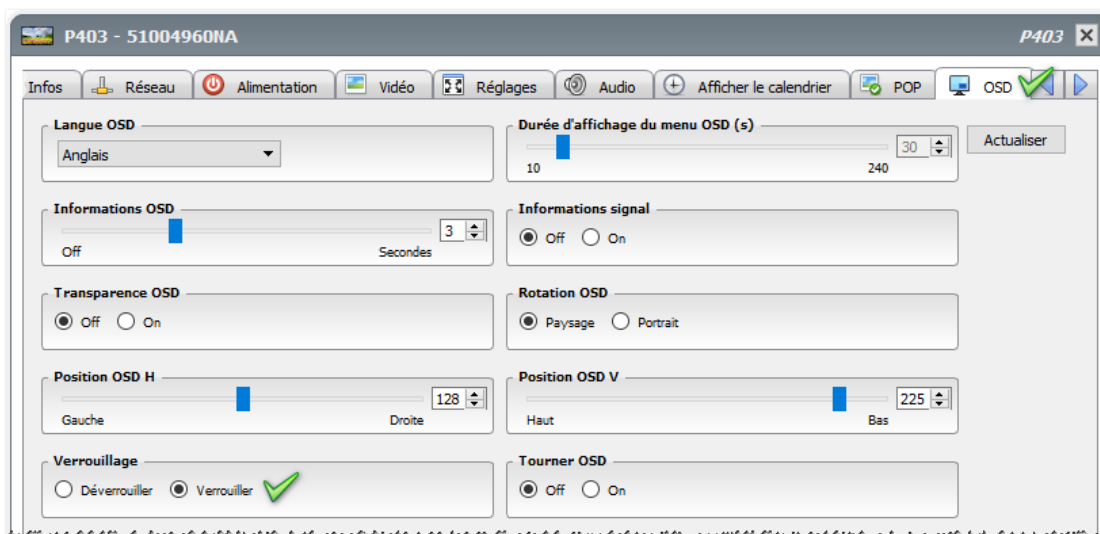 P403 - 51004960NA P403
Infos Réseau Alimentation Vidéo Réglages Audio Afficher le calendrier POP OSD
Langue OSD
Anglais
Durée d'affichage du menu OSD (s)
30
10 240
Actualiser
Informations OSD
3
Off Secondes
Informations signal
Off On
Transparence OSD
Off On
Rotation OSD
Paysage Portrait
Position OSD H
128
Gauche Droite
Position OSD V
225
Haut Bas
Verrouillage
Déverrouiller Verrouiller
Tourner OSD
Off On